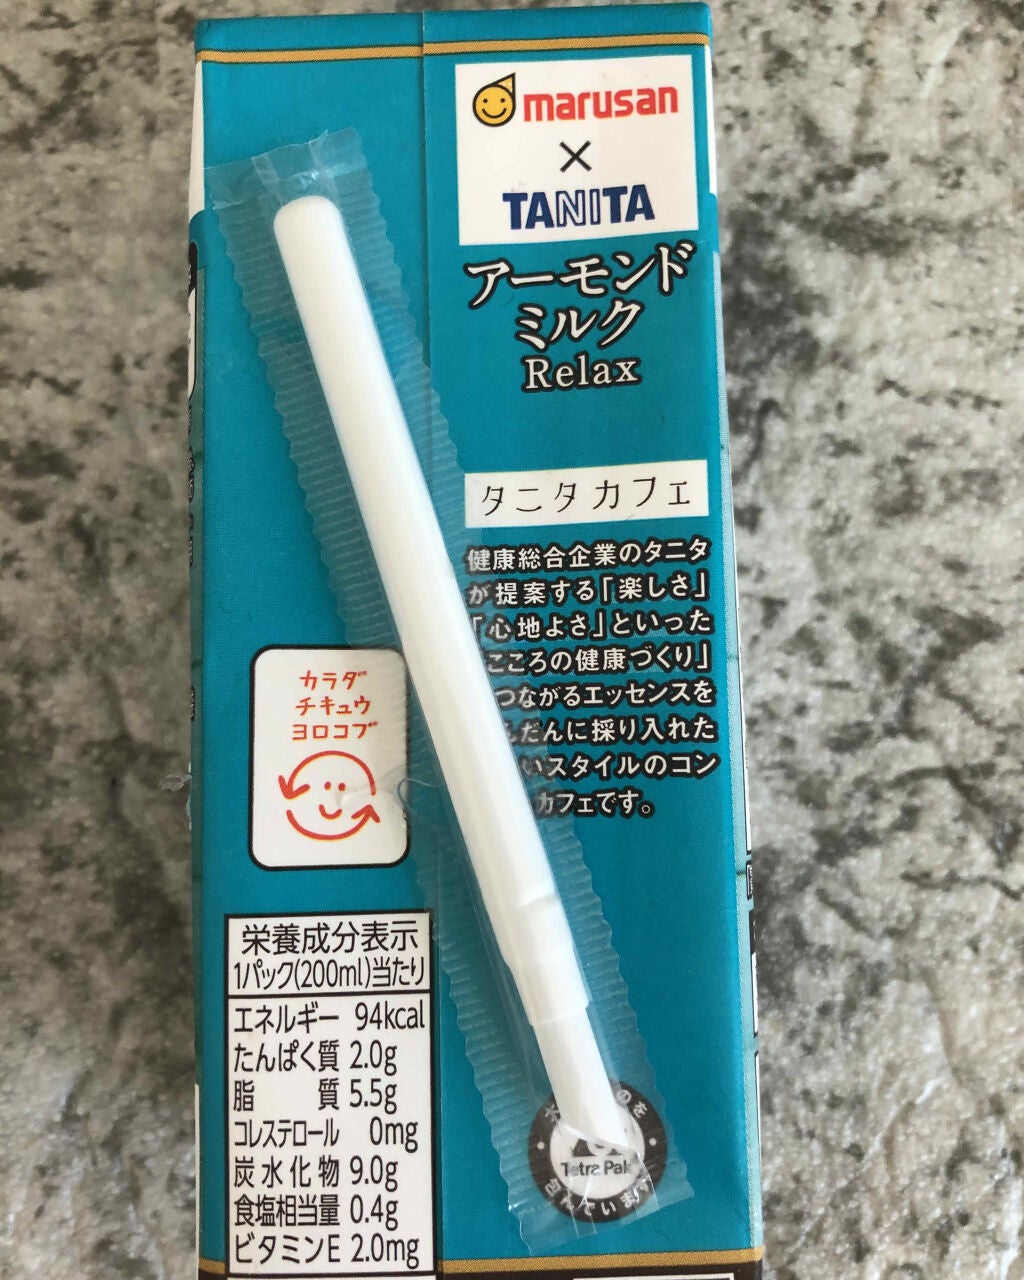 marusan
×
TANITA
アーモンド
ミルク
Relax
タニタカフェ
健康総合企業のタニタ
が提案する「楽しさ」
「心地よさ」といった
こころの健康づくり」
つながるエッセンスを
だんに採り入れた
いスタイルのコン
カフェです。
カラダ
チキュウ
ヨロコブ
栄養成分表示
1パック(200ml)当たり
エネルギー 94kcal
たんぱく質 2.0g
脂質 5.5g
コレステロール 0mg
炭水化物 9.0g
食塩相当量 0.4g
ビタミンE 2.0mg
Tetra Pak
包んでいます